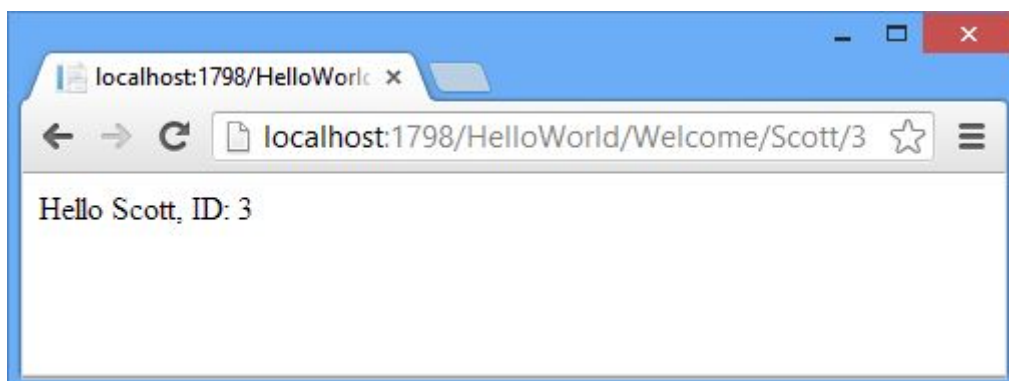 localhost:1798/HelloWorlc
localhost:1798/HelloWorld/Welcome/Scott/3
Hello Scott, ID: 3